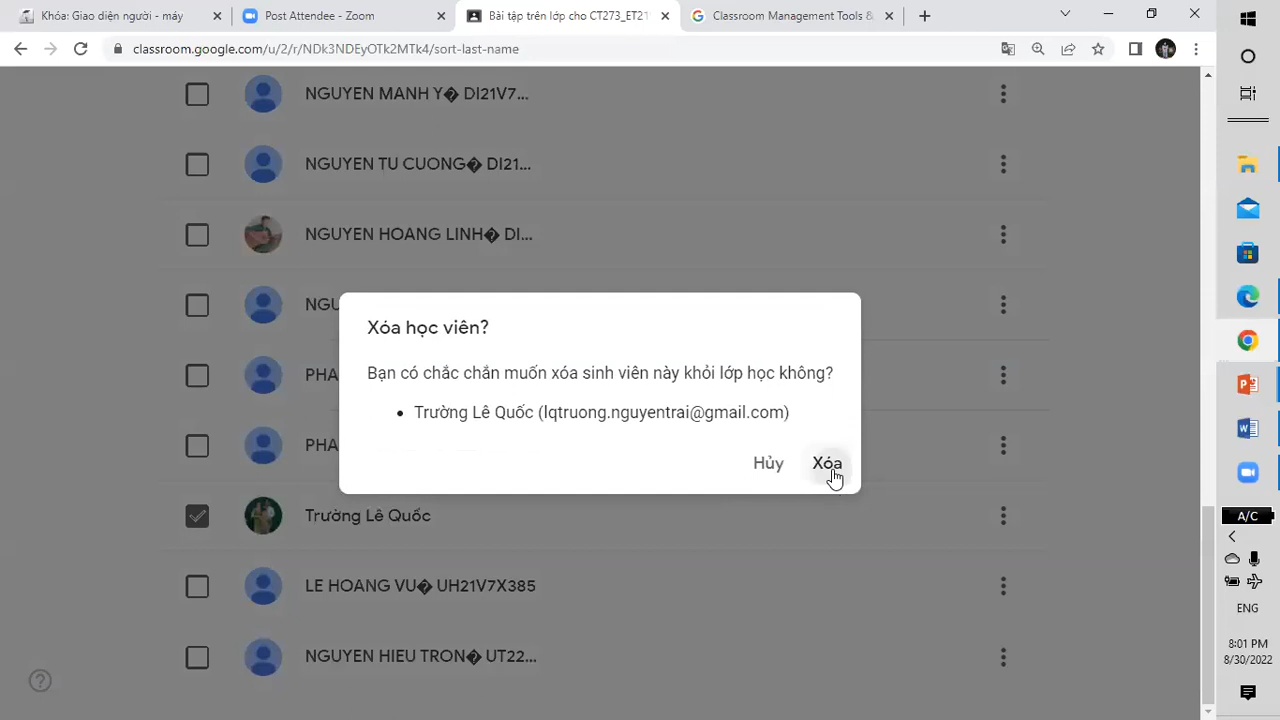 Khóa: Giao diện người - máy
Post Attendee - Zoom
Bài tập trên lớp cho CT273_ET21
Classroom Management Tools &
classroom.google.com/u/2/r/NDk3NDEyOTk2MTk4/sort-last-name
NGUYEN MANH Y� DI21V7...
NGUYEN TU CUONG� DI21...
NGUYEN HOANG LINH� DI...
NGU
PHA
PHA
Xóa học viên?
Bạn có chắc chắn muốn xóa sinh viên này khỏi lớp học không?
• Trường Lê Quốc (lqtruong.nguyentrai@gmail.com)
Hủy Xóa
Trường Lê Quốc
LE HOANG VU� UH21V7X385
NGUYEN HIEU TRON� UT22...
A/C
ENG
8:01 PM
8/30/2022